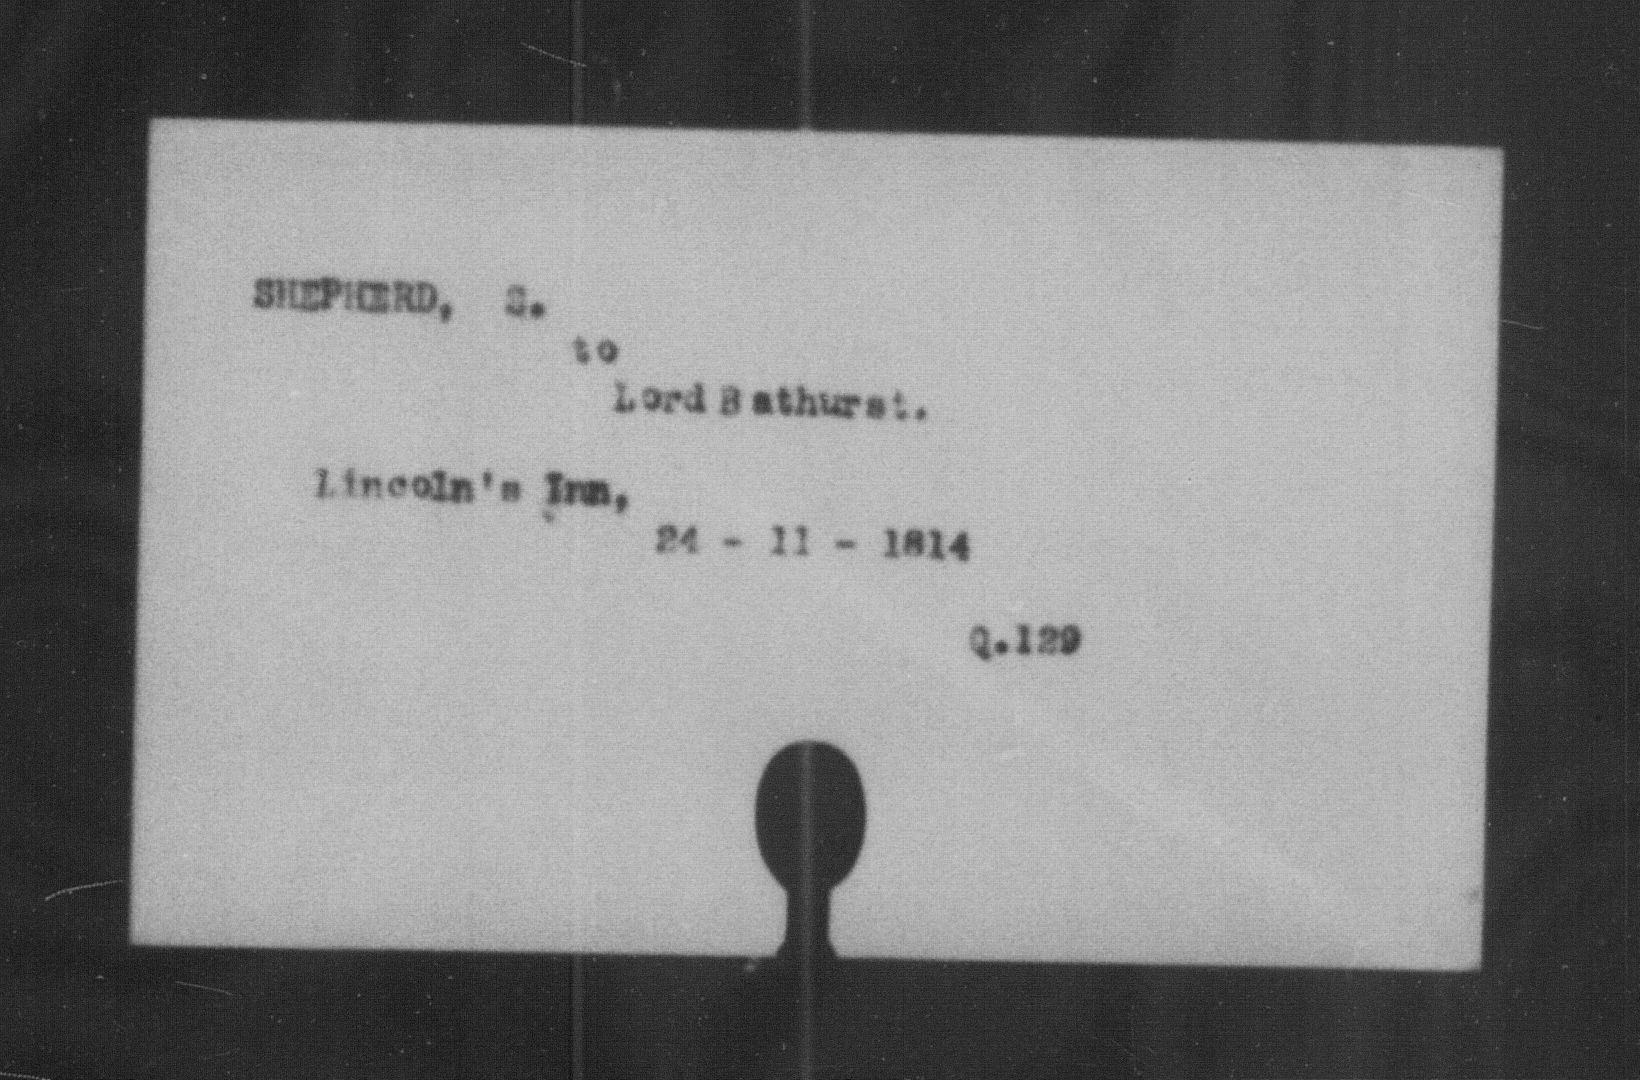 SHEPHERD, S.
to
Lord Bathurst.
Lincoln's Inn,
24 - 11 - 1814
Q.129